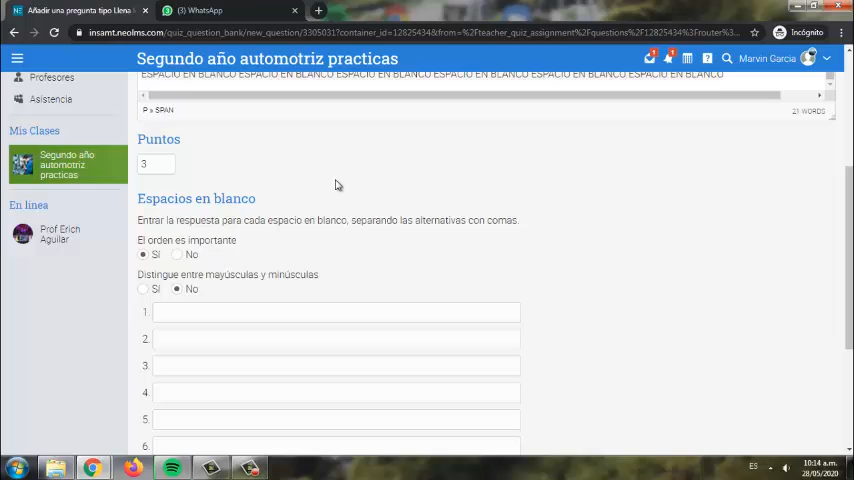 Añadir una pregunta tipo Llena
(3) WhatsApp
insamt.neolms.com/quiz_question_bank/new_question/3305031?container_id=12825434&from=%2Fteacher_quiz_assignment%2Fquestions%2F12825434%3Frouter%3...
Incógnito
Segundo año automotriz practicas
1
1
Marvin Garcia
Profesores
ESPACIO EN BLANCO ESPACIO EN BLANCO ESPACIO EN BLANCO ESPACIO EN BLANCO ESPACIO EN BLANCO ESPACIO EN BLANCO
Asistencia
P » SPAN
21 WORDS
Mis Clases
Puntos
Segundo año
automotriz
practicas
3
En línea
Espacios en blanco
Prof Erich
Aguilar
Entrar la respuesta para cada espacio en blanco, separando las alternativas con comas.
El orden es importante
SI No
Distingue entre mayúsculas y minúsculas
SI No
1.
2.
3.
4.
5.
6.
ES
10:14 a.m.
28/05/2020